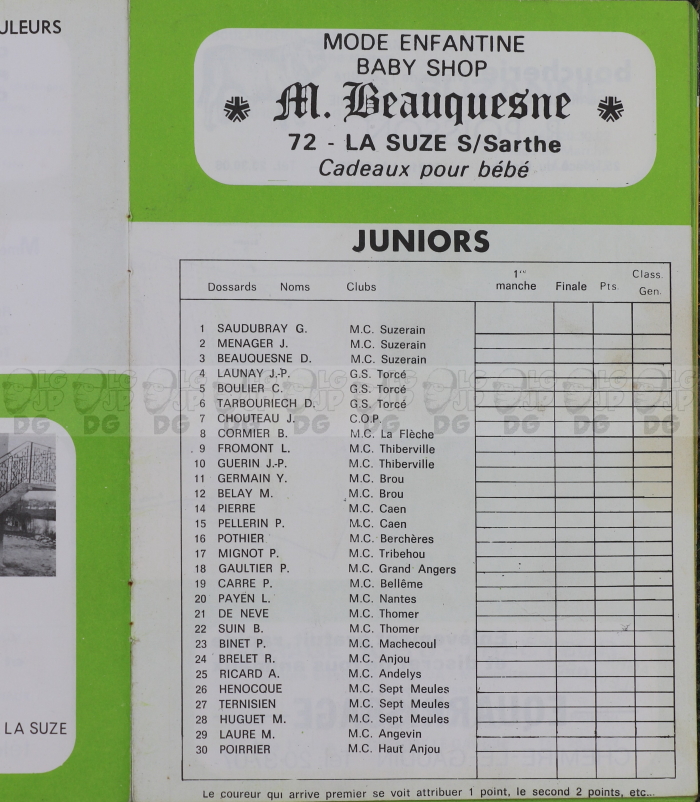 ULEURS
LA SUZE
MODE ENFANTINE
BABY SHOP
M. Beauquesne
72 - LA SUZE S/Sarthe
Cadeaux pour bébé
JUNIORS
Dossards Noms Clubs 1re manche Finale Pts. Class. Gen.
1 SAUDUBRAY G. M.C. Suzerain
2 MENAGER J. M.C. Suzerain
3 BEAUQUESNE D. M.C. Suzerain
4 LAUNAY J.-P. G.S. Torcé
5 BOULIER C. G.S. Torcé
6 TARBOURIECH D. G.S. Torcé
7 CHOUTEAU J. C.O.P.
8 CORMIER B. M.C. La Flèche
9 FROMONT L. M.C. Thiberville
10 GUERIN J.-P. M.C. Thiberville
11 GERMAIN Y. M.C. Brou
12 BELAY M. M.C. Brou
14 PIERRE M.C. Caen
15 PELLERIN P. M.C. Caen
16 POTHIER M.C. Berchères
17 MIGNOT P. M.C. Tribehou
18 GAULTIER P. M.C. Grand Angers
19 CARRE P. M.C. Bellême
20 PAYEN L. M.C. Nantes
21 DE NEVE M.C. Thomer
22 SUIN B. M.C. Thomer
23 BINET P. M.C. Machecoul
24 BRELET R. M.C. Anjou
25 RICARD A. M.C. Andelys
26 HENOCQUE M.C. Sept Meules
27 TERNISIEN M.C. Sept Meules
28 HUGUET M. M.C. Sept Meules
29 LAURE M. M.C. Angevin
30 POIRRIER M.C. Haut Anjou
Le coureur qui arrive premier se voit attribuer 1 point, le second 2 points, etc...